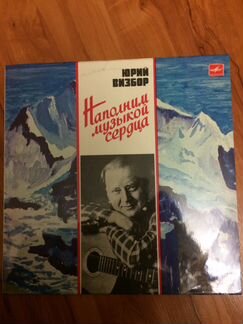 ЮРИЙ
ВИЗБОР
Наполним
музыкой
сердца